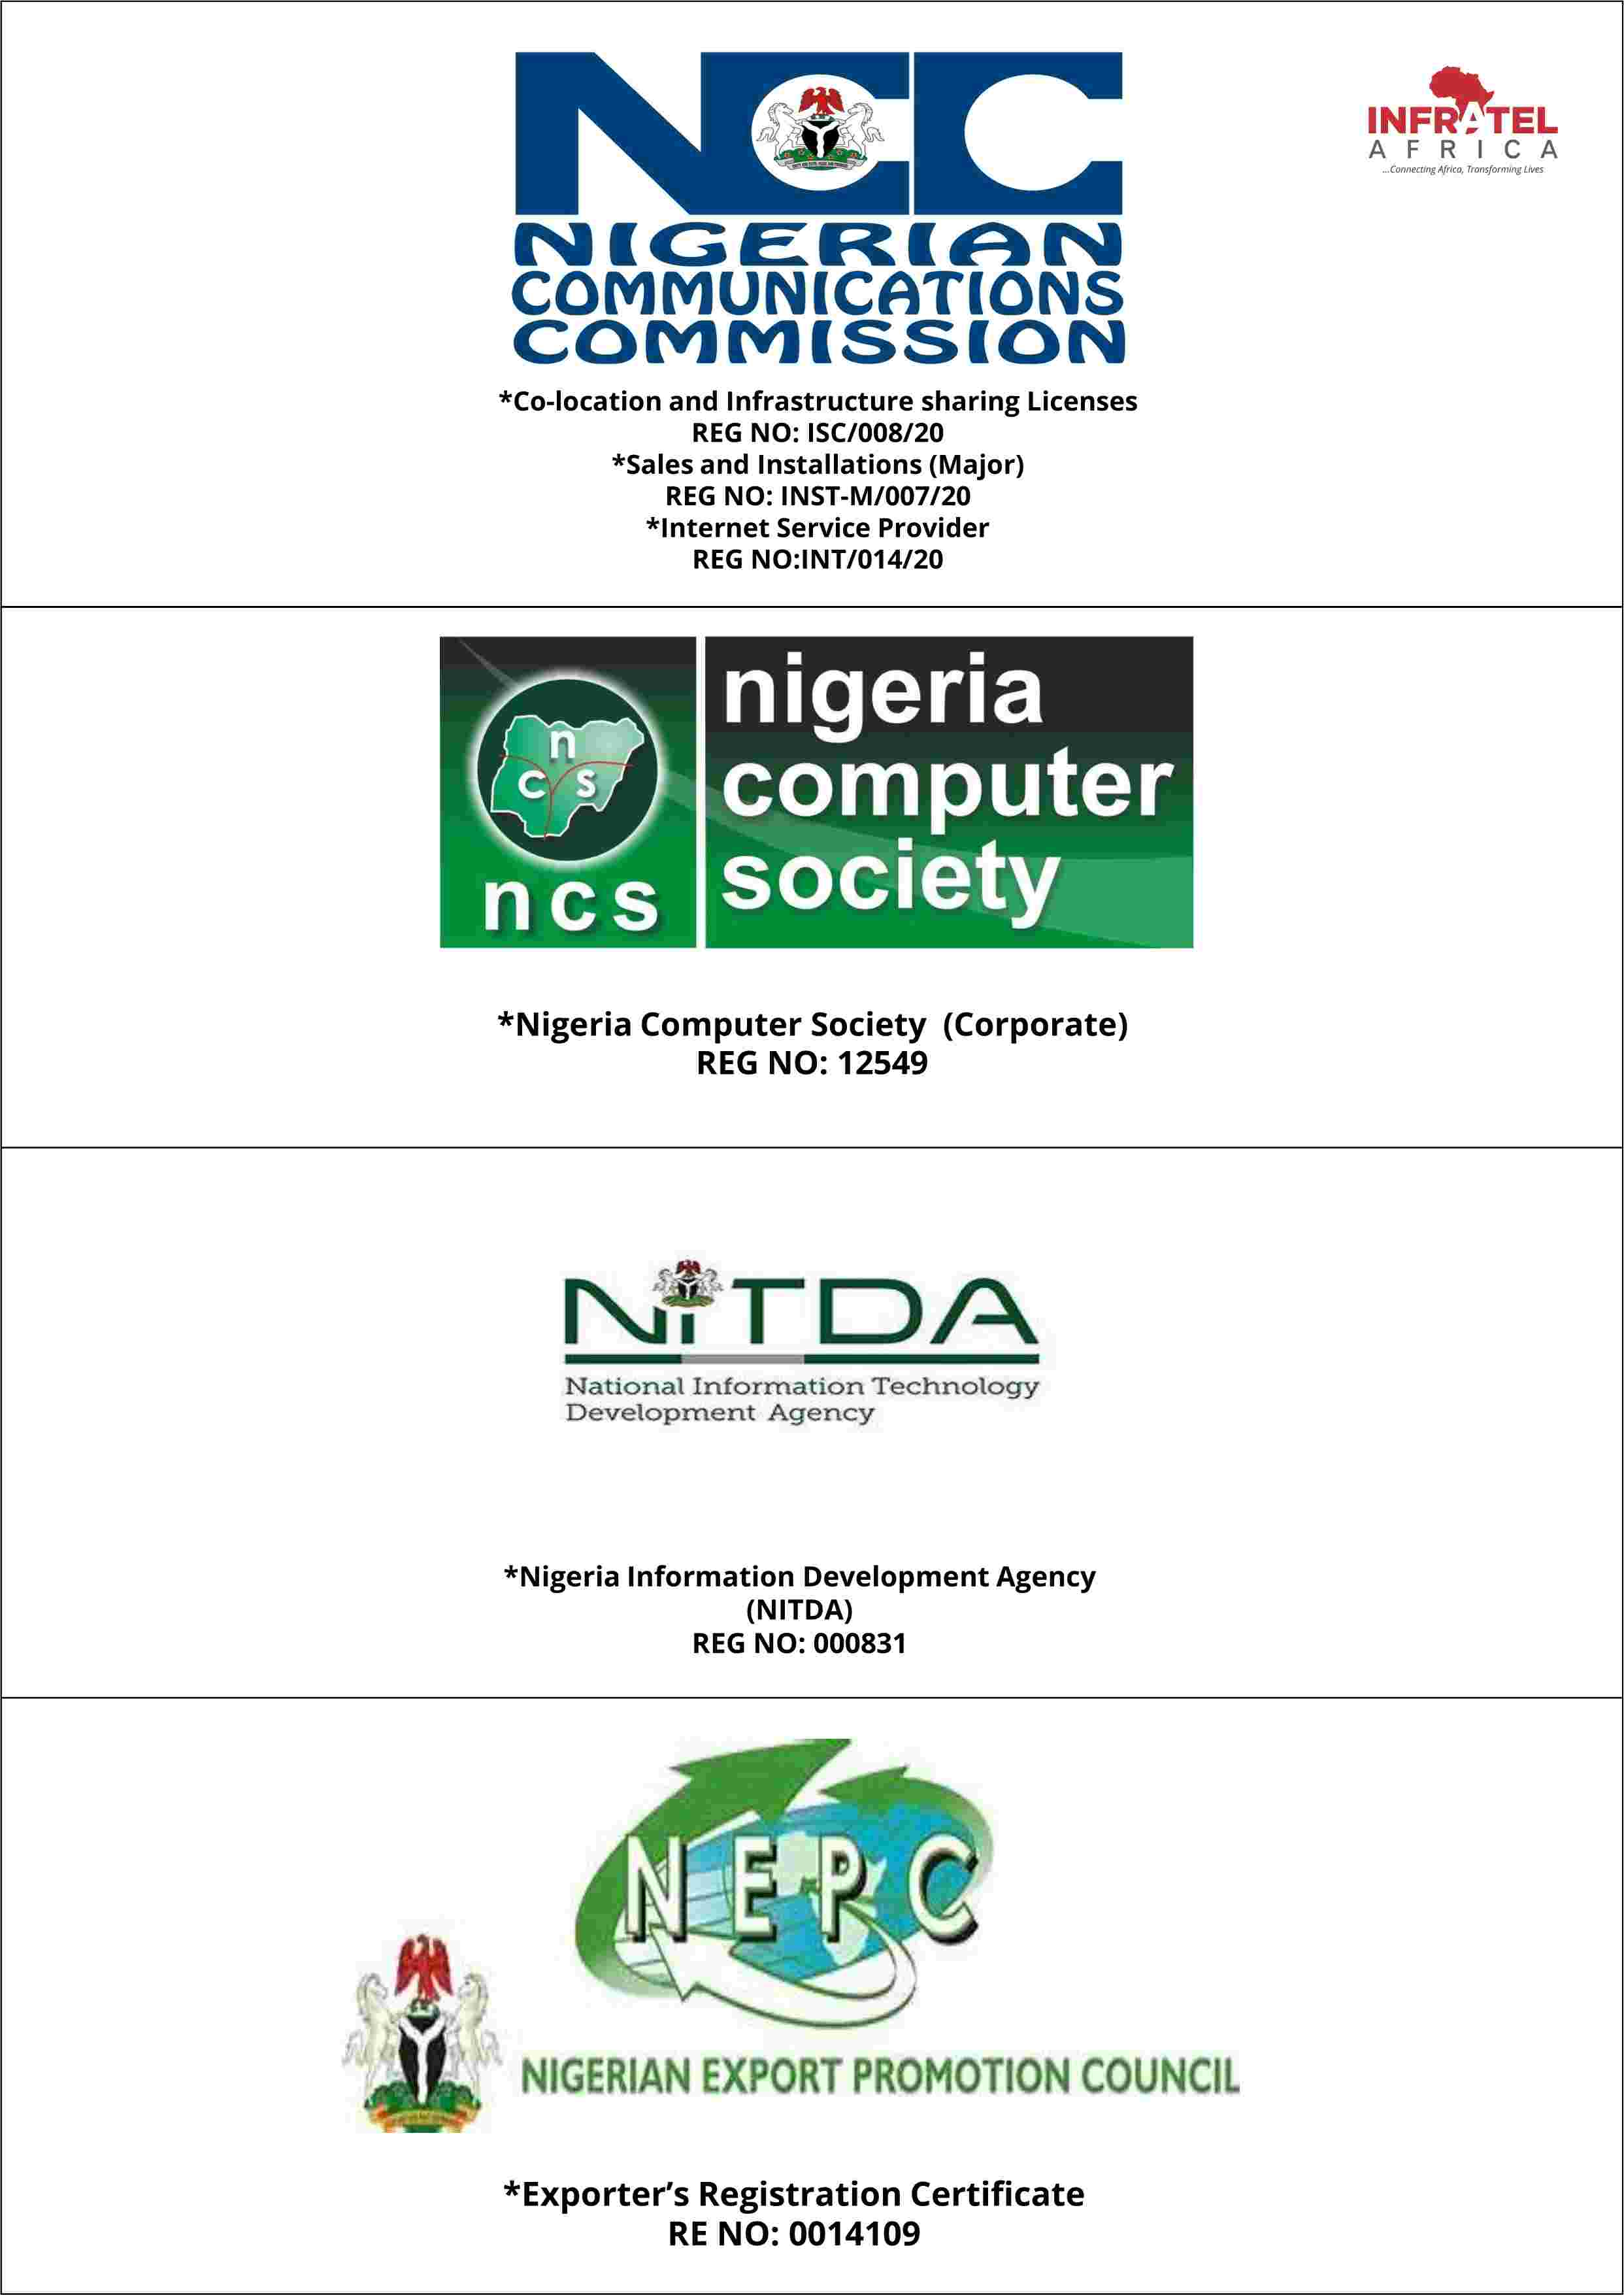 NCC
NIGERIAN
COMMUNICATIONS
COMMISSION
INFRATEL
AFRICA
...Connecting Africa, Transforming Lives
*Co-location and Infrastructure sharing Licenses
REG NO: ISC/008/20
*Sales and Installations (Major)
REG NO: INST-M/007/20
*Internet Service Provider
REG NO:INT/014/20
n
c s
ncs
nigeria
computer
society
*Nigeria Computer Society (Corporate)
REG NO: 12549
NiTDA
National Information Technology
Development Agency
*Nigeria Information Development Agency
(NITDA)
REG NO: 000831
NEPC
NIGERIAN EXPORT PROMOTION COUNCIL
*Exporter’s Registration Certificate
RE NO: 0014109